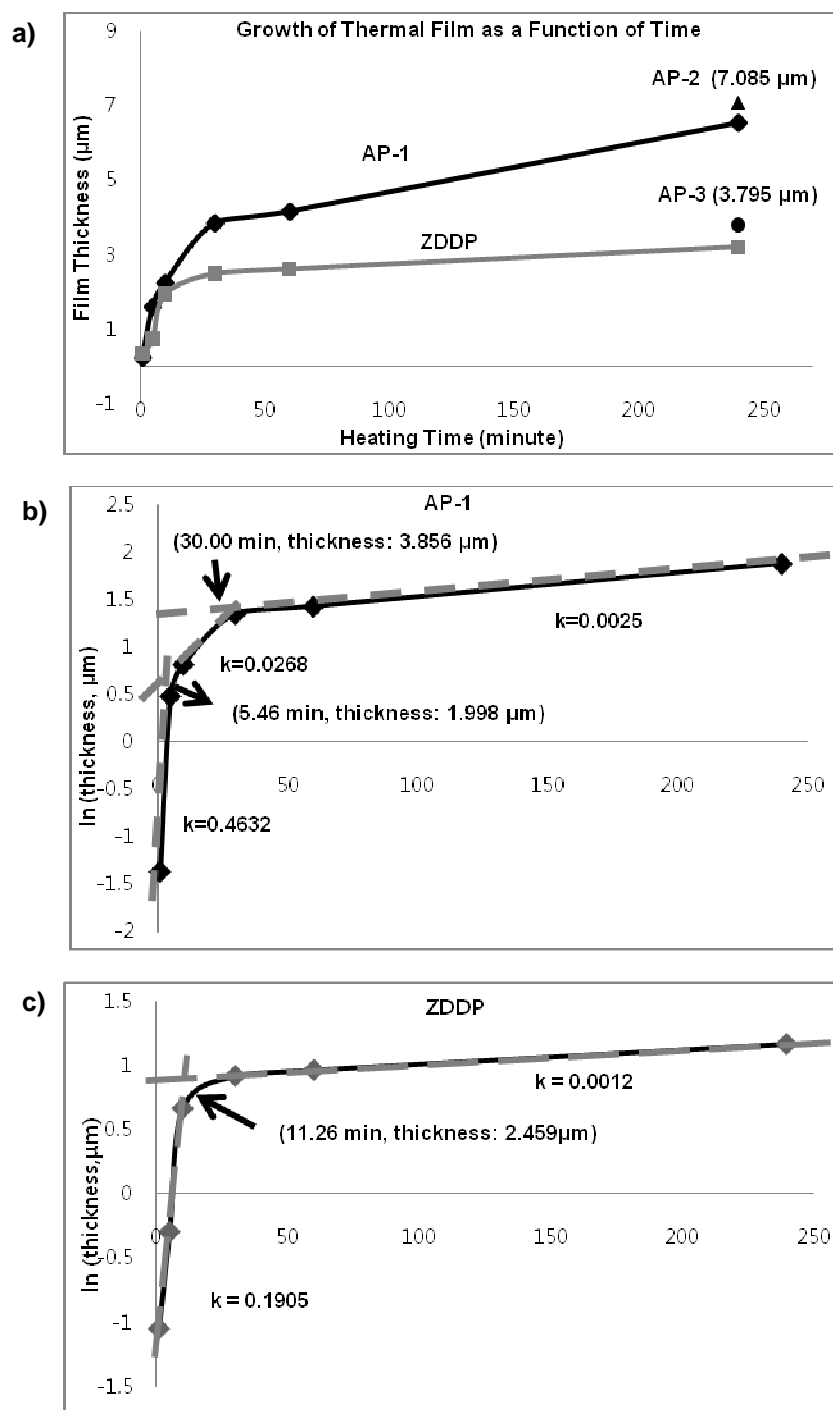 a)
Growth of Thermal Film as a Function of Time
9
7
5
3
1
-1
Film Thickness (µm)
AP-2 (7.085 µm)
AP-1
AP-3 (3.795 µm)
ZDDP
0 50 100 150 200 250
Heating Time (minute)
b)
AP-1
2.5
2
1.5
1
0.5
0
-0.5
-1
-1.5
-2
ln (thickness, µm)
(30.00 min, thickness: 3.856 µm)
k=0.0025
k=0.0268
(5.46 min, thickness: 1.998 µm)
0 50 100 150 200 250
k=0.4632
c)
ZDDP
1.5
1
0.5
0
-0.5
-1
-1.5
ln (thickness,µm)
k = 0.0012
(11.26 min, thickness: 2.459µm)
0 50 100 150 200 250
k = 0.1905